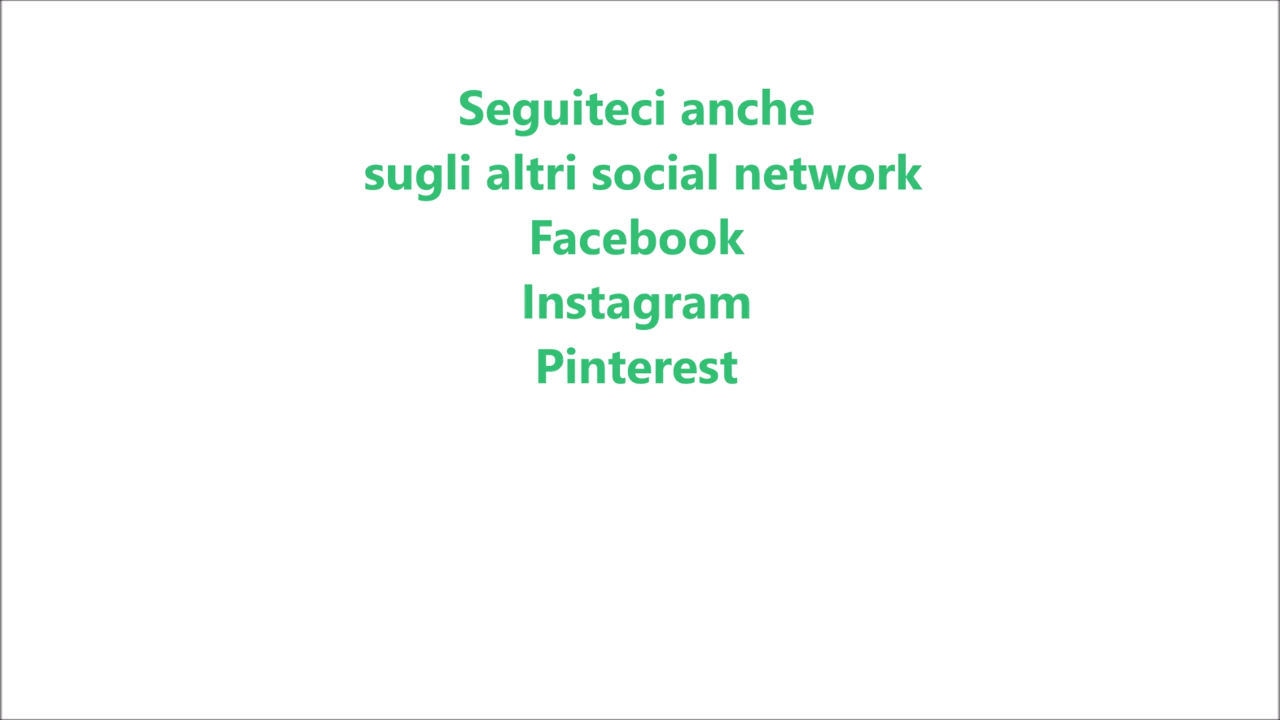 Seguiteci anche
sugli altri social network
Facebook
Instagram
Pinterest